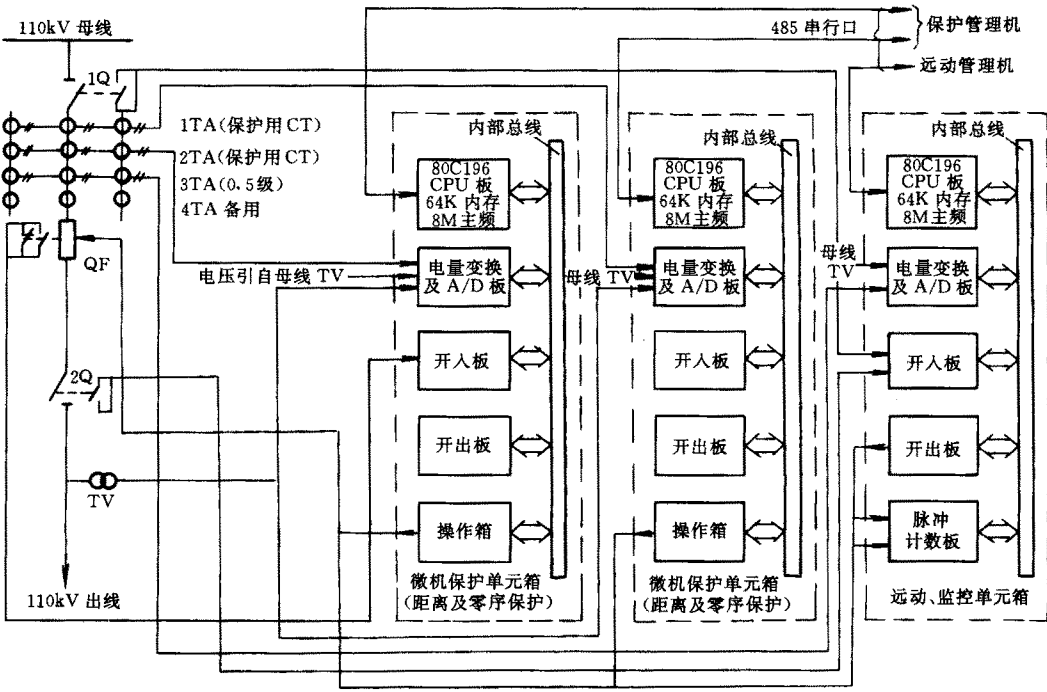 110kV 母线
1Q
1TA(保护用CT)
2TA(保护用CT)
3TA(0.5级)
4TA 备用
QF
电压引自母线 TV
2Q
TV
110kV 出线
485 串行口
保护管理机
远动管理机
内部总线
80C196
CPU 板
64K 内存
8M主频
电量变换
及 A/D板
开入板
开出板
操作箱
微机保护单元箱
(距离及零序保护)
内部总线
80C196
CPU 板
64K 内存
8M主频
母线 TV
电量变换
及 A/D板
开入板
开出板
操作箱
微机保护单元箱
(距离及零序保护)
内部总线
80C196
CPU 板
64K 内存
8M主频
母线
TV
电量变换
及 A/D板
开入板
开出板
脉冲
计数板
远动、监控单元箱